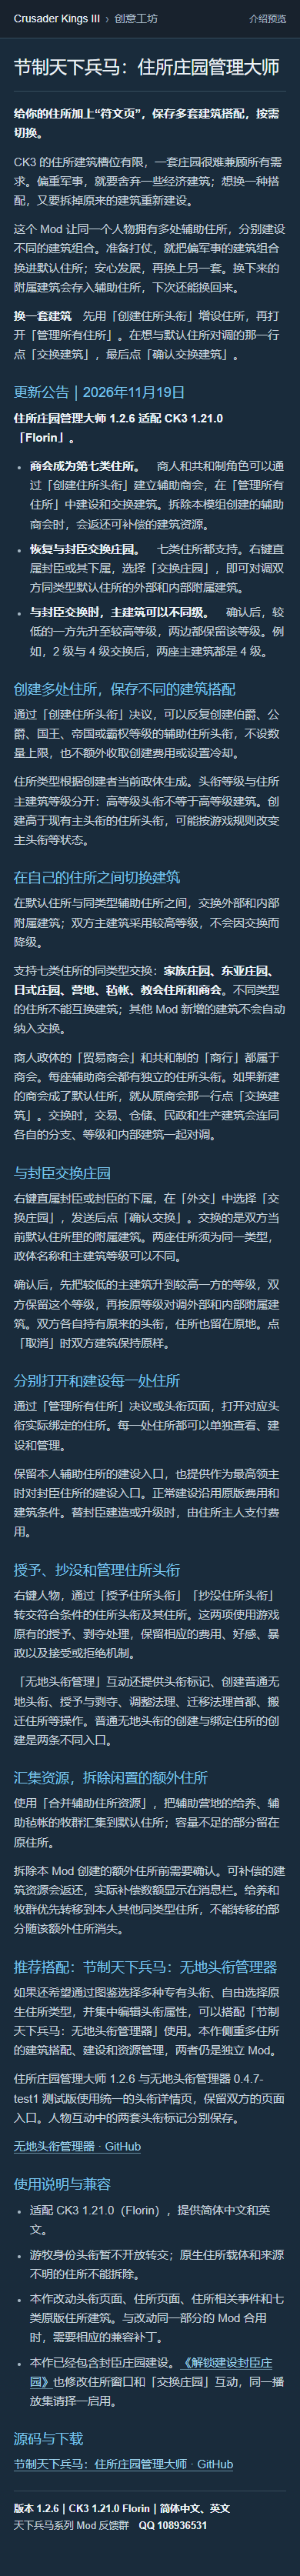 Crusader Kings III › 创意工坊 介绍预览
节制天下兵马：住所庄园管理大师
给你的住所加上“符文页”，保存多套建筑搭配，按需
切换。
CK3 的住所建筑槽位有限，一套庄园很难兼顾所有需
求。偏重军事，就要舍弃一些经济建筑；想换一种搭
配，又要拆掉原来的建筑重新建设。
这个 Mod 让同一个人物拥有多处辅助住所，分别建设
不同的建筑组合。准备打仗，就把偏军事的建筑组合
换进默认住所；安心发展，再换上另一套。换下来的
附属建筑会存入辅助住所，下次还能换回来。
换一套建筑 先用「创建住所头衔」增设住所，再打
开「管理所有住所」。在想与默认住所对调的那一行
点「交换建筑」，最后点「确认交换建筑」。
更新公告｜2026年11月19日
住所庄园管理大师 1.2.6 适配 CK3 1.21.0
「Florin」。
• 商会成为第七类住所。 商人和共和制角色可以通
过「创建住所头衔」建立辅助商会，在「管理所有
住所」中建设和交换建筑。拆除本模组创建的辅助
商会时，会返还可补偿的建筑资源。
• 恢复与封臣交换庄园。 七类住所都支持。右键直
属封臣或其下属，选择「交换庄园」，即可对调双
方同类型默认住所的外部和内部附属建筑。
• 与封臣交换时，主建筑可以不同级。 确认后，较
低的一方先升至较高等级，两边都保留该等级。例
如，2 级与 4 级交换后，两座主建筑都是 4 级。
创建多处住所，保存不同的建筑搭配
通过「创建住所头衔」决议，可以反复创建伯爵、公
爵、国王、帝国或霸权等级的辅助住所头衔，不设数
量上限，也不额外收取创建费用或设置冷却。
住所类型根据创建者当前政体生成。头衔等级与住所
主建筑等级分开：高等级头衔不等于高等级建筑。创
建高于现有主头衔的住所头衔，可能按游戏规则改变
主头衔等状态。
在自己的住所之间切换建筑
在默认住所与同类型辅助住所之间，交换外部和内部
附属建筑；双方主建筑采用较高等级，不会因交换而
降级。
支持七类住所的同类型交换：家族庄园、东亚庄园、
日式庄园、营地、毡帐、教会住所和商会。不同类型
的住所不能互换建筑；其他 Mod 新增的建筑不会自动
纳入交换。
商人政体的「贸易商会」和共和制的「商行」都属于
商会。每座辅助商会都有独立的住所头衔。如果新建
的商会成了默认住所，就从原商会那一行点「交换建
筑」。交换时，交易、仓储、民政和生产建筑会连同
各自的分支、等级和内部建筑一起对调。
与封臣交换庄园
右键直属封臣或封臣的下属，在「外交」中选择「交
换庄园」，发送后点「确认交换」。交换的是双方当
前默认住所里的附属建筑。两座住所须为同一类型，
政体名称和主建筑等级可以不同。
确认后，先把较低的主建筑升到较高一方的等级，双
方保留这个等级，再按原等级对调外部和内部附属建
筑。双方各自持有原来的头衔，住所也留在原地。点
「取消」时双方建筑保持原样。
分别打开和建设每一处住所
通过「管理所有住所」决议或头衔页面，打开对应头
衔实际绑定的住所。每一处住所都可以单独查看、建
设和管理。
保留本人辅助住所的建设入口，也提供作为最高领主
时对封臣住所的建设入口。正常建设沿用原版费用和
建筑条件。替封臣建造或升级时，由住所主人支付费
用。
授予、抄没和管理住所头衔
右键人物，通过「授予住所头衔」「抄没住所头衔」
转交符合条件的住所头衔及其住所。这两项使用游戏
原有的授予、剥夺处理，保留相应的费用、好感、暴
政以及接受或拒绝机制。
「无地头衔管理」互动还提供头衔标记、创建普通无
地头衔、授予与剥夺、调整法理、迁移法理首都、搬
迁住所等操作。普通无地头衔的创建与绑定住所的创
建是两条不同入口。
汇集资源，拆除闲置的额外住所
使用「合并辅助住所资源」，把辅助营地的给养、辅
助毡帐的牧群汇集到默认住所；容量不足的部分留在
原住所。
拆除本 Mod 创建的额外住所前需要确认。可补偿的建
筑资源会返还，实际补偿数额显示在消息栏。给养和
牧群优先转移到本人其他同类型住所，不能转移的部
分随该额外住所消失。
推荐搭配：节制天下兵马：无地头衔管理器
如果还希望通过图鉴选择多种专有头衔、自由选择原
生住所类型，并集中编辑头衔属性，可以搭配「节制
天下兵马：无地头衔管理器」使用。本作侧重多住所
的建筑搭配、建设和资源管理，两者仍是独立 Mod。
住所庄园管理大师 1.2.6 与无地头衔管理器 0.4.7-
test1 测试版使用统一的头衔详情页，保留双方的页面
入口。人物互动中的两套头衔标记分别保存。
无地头衔管理器 · GitHub
使用说明与兼容
• 适配 CK3 1.21.0（Florin），提供简体中文和英
文。
• 游牧身份头衔暂不开放转交；原生住所载体和来源
不明的住所不能拆除。
• 本作改动头衔页面、住所页面、住所相关事件和七
类原版住所建筑。与改动同一部分的 Mod 合用
时，需要相应的兼容补丁。
• 本作已经包含封臣庄园建设。《解锁建设封臣庄
园》也修改住所窗口和「交换庄园」互动，同一播
放集请择一启用。
源码与下载
节制天下兵马：住所庄园管理大师 · GitHub
版本 1.2.6｜CK3 1.21.0 Florin｜简体中文、英文
天下兵马系列 Mod 反馈群 QQ 108936531